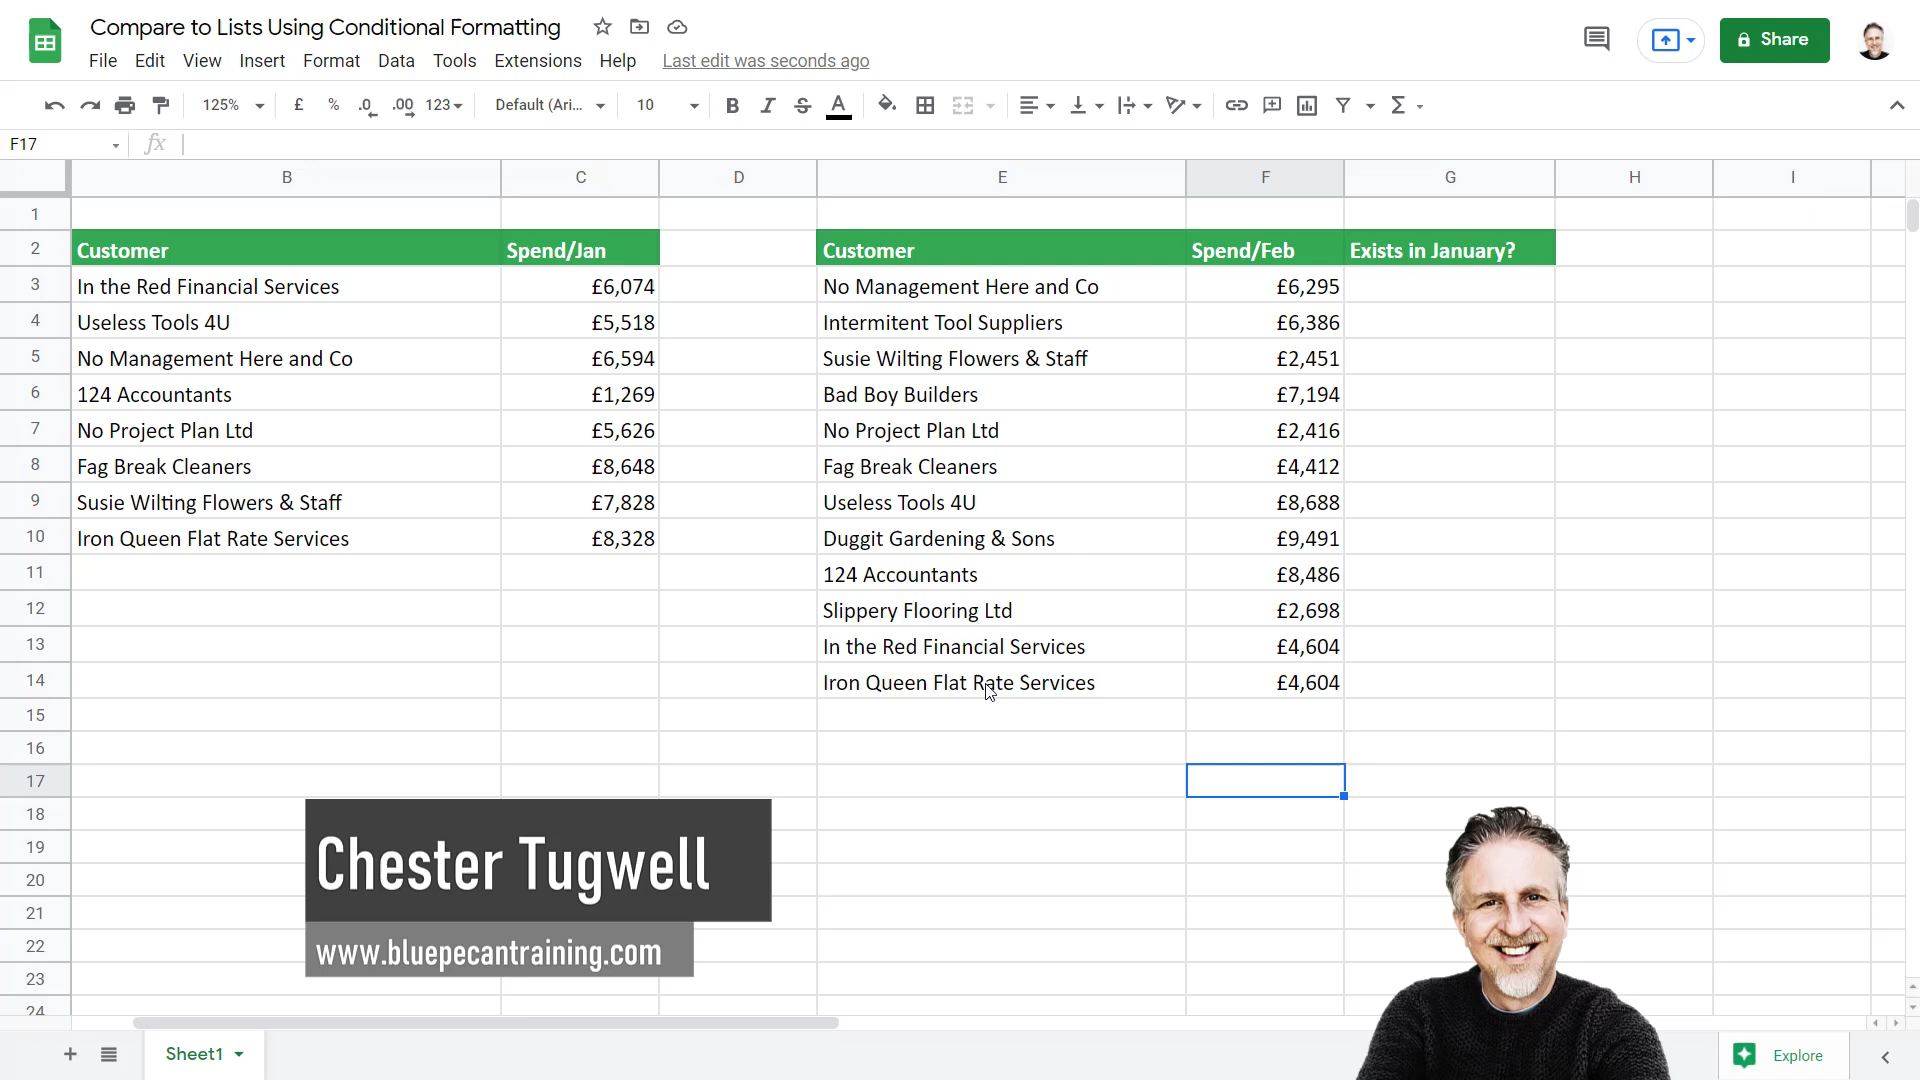 Compare to Lists Using Conditional Formatting
File Edit View Insert Format Data Tools Extensions Help Last edit was seconds ago
Share
125% £ % .0 .00 123 Default (Ari... 10 B I S A Σ
F17 fx
B C D E F G H I
1
2 Customer Spend/Jan Customer Spend/Feb Exists in January?
3 In the Red Financial Services £6,074 No Management Here and Co £6,295
4 Useless Tools 4U £5,518 Intermitent Tool Suppliers £6,386
5 No Management Here and Co £6,594 Susie Wilting Flowers & Staff £2,451
6 124 Accountants £1,269 Bad Boy Builders £7,194
7 No Project Plan Ltd £5,626 No Project Plan Ltd £2,416
8 Fag Break Cleaners £8,648 Fag Break Cleaners £4,412
9 Susie Wilting Flowers & Staff £7,828 Useless Tools 4U £8,688
10 Iron Queen Flat Rate Services £8,328 Duggit Gardening & Sons £9,491
11 124 Accountants £8,486
12 Slippery Flooring Ltd £2,698
13 In the Red Financial Services £4,604
14 Iron Queen Flat Rate Services £4,604
15
16
17
18
19
20
21
22
23
24
Chester Tugwell
www.bluepecantraining.com
Sheet1
Explore